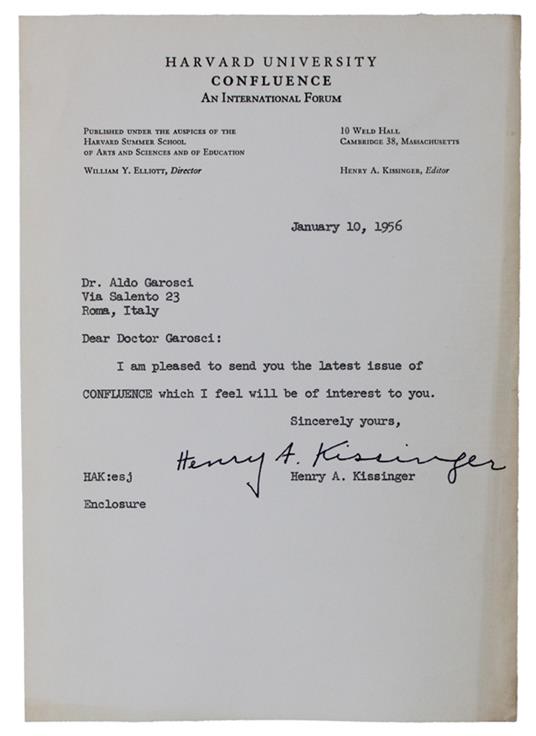 HARVARD UNIVERSITY
CONFLUENCE
AN INTERNATIONAL FORUM
PUBLISHED UNDER THE AUSPICES OF THE
HARVARD SUMMER SCHOOL
OF ARTS AND SCIENCES AND OF EDUCATION
WILLIAM Y. ELLIOTT, Director
10 WELD HALL
CAMBRIDGE 38, MASSACHUSETTS
HENRY A. KISSINGER, Editor
January 10, 1956
Dr. Aldo Garosci
Via Salento 23
Roma, Italy
Dear Doctor Garosci:
I am pleased to send you the latest issue of
CONFLUENCE which I feel will be of interest to you.
Sincerely yours,
Henry A. Kissinger
HAK:esj
Henry A. Kissinger
Enclosure